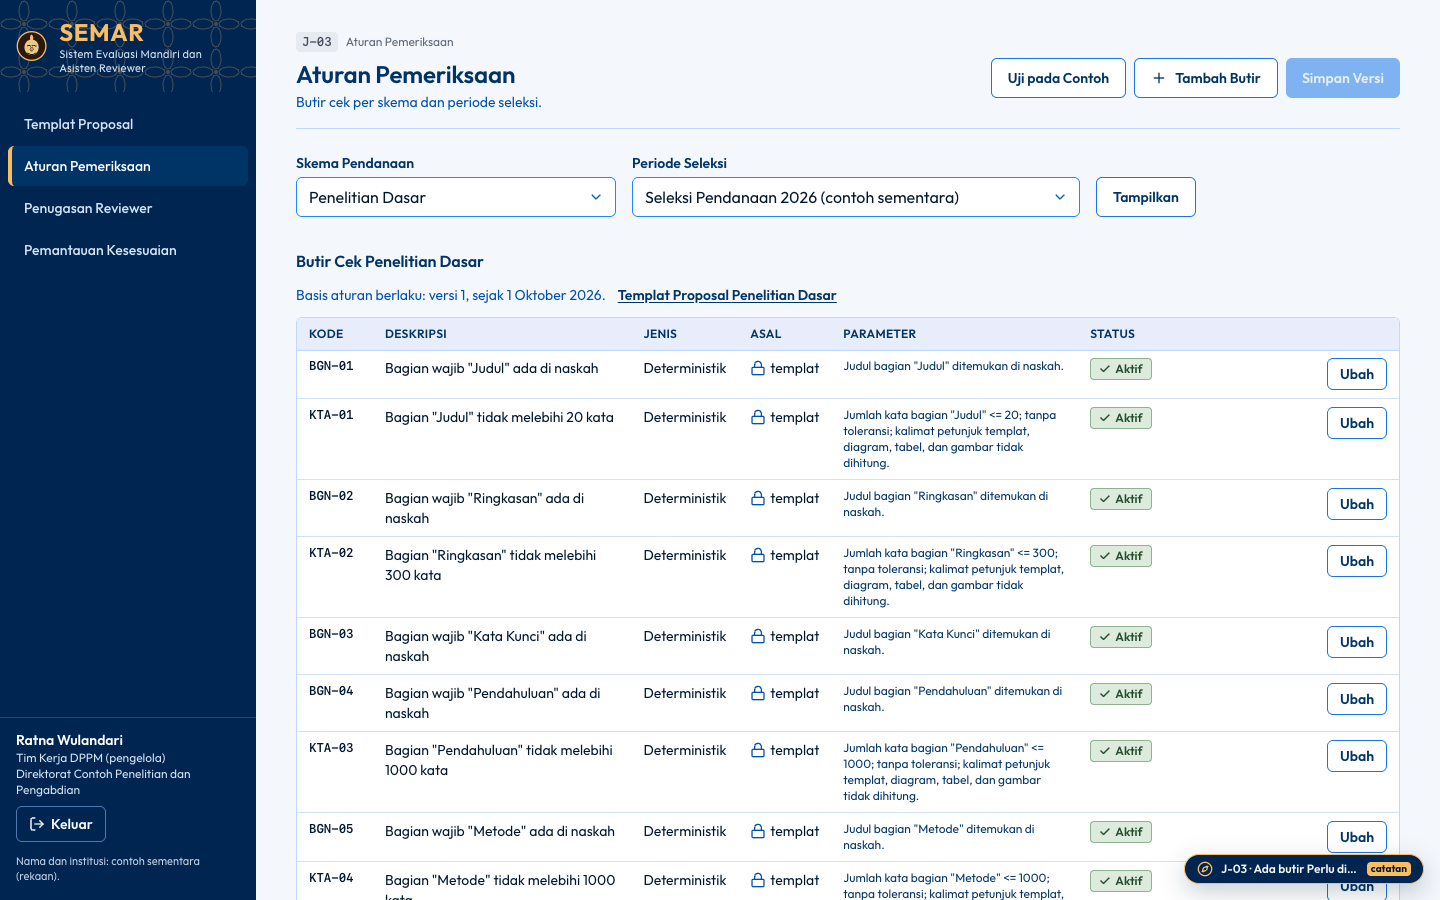 SEMAR
Sistem Evaluasi Mandiri dan
Asisten Reviewer
Templat Proposal
Aturan Pemeriksaan
Penugasan Reviewer
Pemantauan Kesesuaian
Ratna Wulandari
Tim Kerja DPPM (pengelola)
Direktorat Contoh Penelitian dan
Pengabdian
Keluar
Nama dan institusi: contoh sementara
(rekaan).
J-03 Aturan Pemeriksaan
Aturan Pemeriksaan
Butir cek per skema dan periode seleksi.
Uji pada Contoh
Tambah Butir
Simpan Versi
Skema Pendanaan
Penelitian Dasar
Periode Seleksi
Seleksi Pendanaan 2026 (contoh sementara)
Tampilkan
Butir Cek Penelitian Dasar
Basis aturan berlaku: versi 1, sejak 1 Oktober 2026. Templat Proposal Penelitian Dasar
KODE DESKRIPSI JENIS ASAL PARAMETER STATUS
BGN-01 Bagian wajib "Judul" ada di naskah Deterministik templat Judul bagian "Judul" ditemukan di naskah. Aktif Ubah
KTA-01 Bagian "Judul" tidak melebihi 20 kata Deterministik templat Jumlah kata bagian "Judul" <= 20; tanpa
toleransi; kalimat petunjuk templat,
diagram, tabel, dan gambar tidak
dihitung.
Aktif Ubah
BGN-02 Bagian wajib "Ringkasan" ada di
naskah
Deterministik templat Judul bagian "Ringkasan" ditemukan di
naskah.
Aktif Ubah
KTA-02 Bagian "Ringkasan" tidak melebihi
300 kata
Deterministik templat Jumlah kata bagian "Ringkasan" <= 300;
tanpa toleransi; kalimat petunjuk templat,
diagram, tabel, dan gambar tidak
dihitung.
Aktif Ubah
BGN-03 Bagian wajib "Kata Kunci" ada di
naskah
Deterministik templat Judul bagian "Kata Kunci" ditemukan di
naskah.
Aktif Ubah
BGN-04 Bagian wajib "Pendahuluan" ada di
naskah
Deterministik templat Judul bagian "Pendahuluan" ditemukan di
naskah.
Aktif Ubah
KTA-03 Bagian "Pendahuluan" tidak melebihi
1000 kata
Deterministik templat Jumlah kata bagian "Pendahuluan" <=
1000; tanpa toleransi; kalimat petunjuk
templat, diagram, tabel, dan gambar
tidak dihitung.
Aktif Ubah
BGN-05 Bagian wajib "Metode" ada di naskah Deterministik templat Judul bagian "Metode" ditemukan di
naskah.
Aktif Ubah
KTA-04 Bagian "Metode" tidak melebihi 1000
kata
Deterministik templat Jumlah kata bagian "Metode" <= 1000;
tanpa toleransi; kalimat petunjuk templat,
Aktif Ubah
J-03 · Ada butir Perlu di... catatan